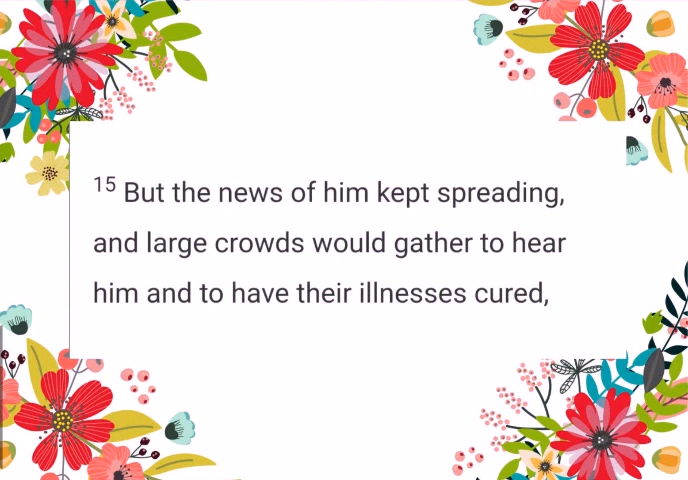 15 But the news of him kept spreading,
and large crowds would gather to hear
him and to have their illnesses cured,